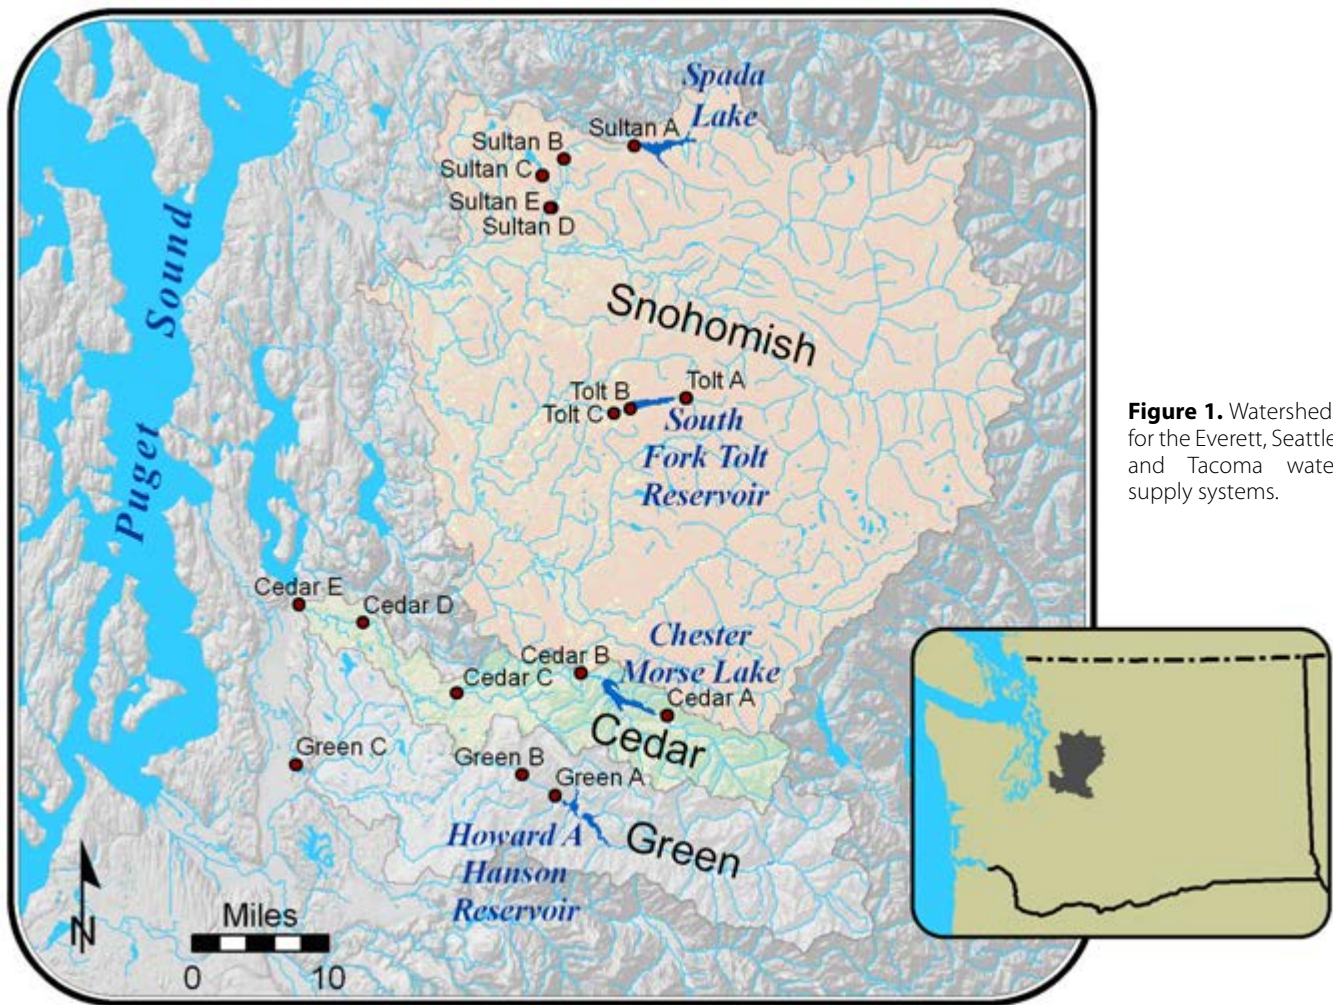 Spada
Lake
Sultan A
Sultan B
Sultan C
Sultan E
Sultan D
Puget Sound
Snohomish
Tolt A
Tolt B
Tolt C
South
Fork Tolt
Reservoir
Figure 1. Watershed
for the Everett, Seattle
and Tacoma wate
supply systems.
Cedar E
Cedar D
Chester
Morse Lake
Cedar B
Cedar C
Cedar A
Cedar
Green C
Green B
Green A
Howard A
Hanson
Reservoir
Green
N
Miles
0 10